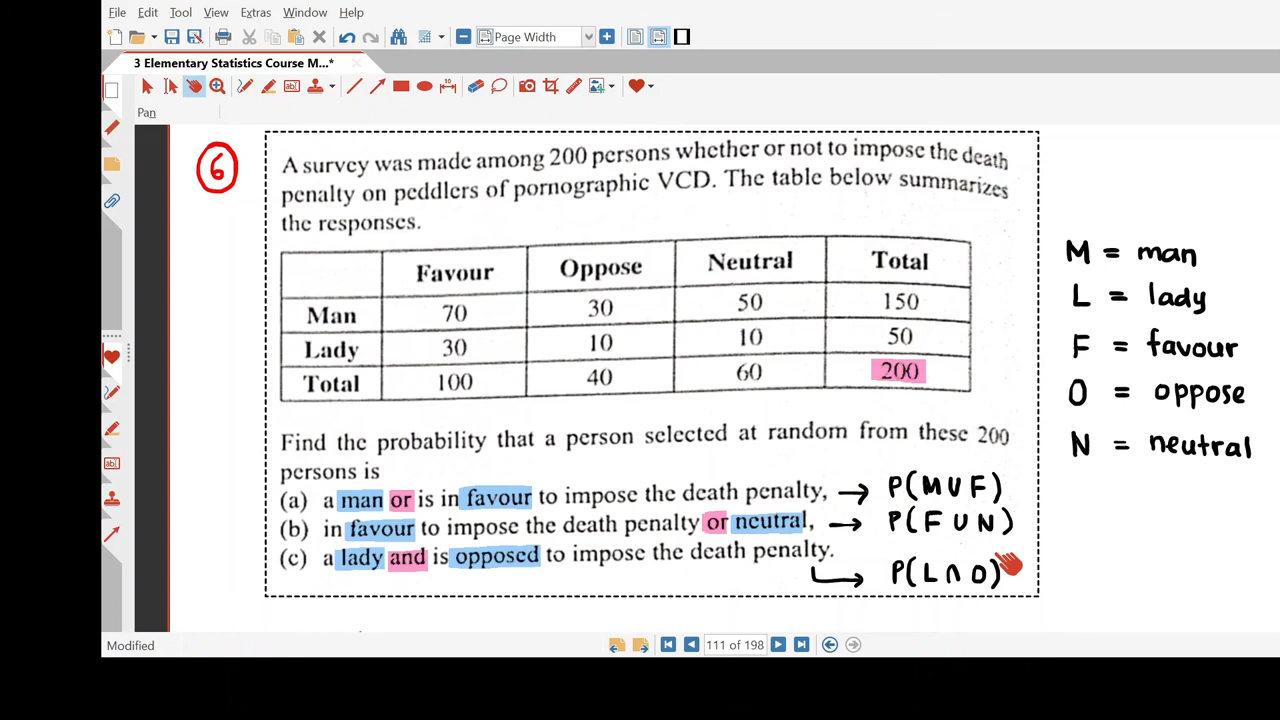 File Edit Tool View Extras Window Help
Page Width
3 Elementary Statistics Course M...*
Pan
6
A survey was made among 200 persons whether or not to impose the death
penalty on peddlers of pornographic VCD. The table below summarizes
the responses.
Favour Oppose Neutral Total
Man 70 30 50 150
Lady 30 10 10 50
Total 100 40 60 200
Find the probability that a person selected at random from these 200
persons is
(a) a man or is in favour to impose the death penalty, → P(M∪F)
(b) in favour to impose the death penalty or neutral, → P(F∪N)
(c) a lady and is opposed to impose the death penalty.
→ P(L∩O)
M = man
L = lady
F = favour
O = oppose
N = neutral
Modified
111 of 198